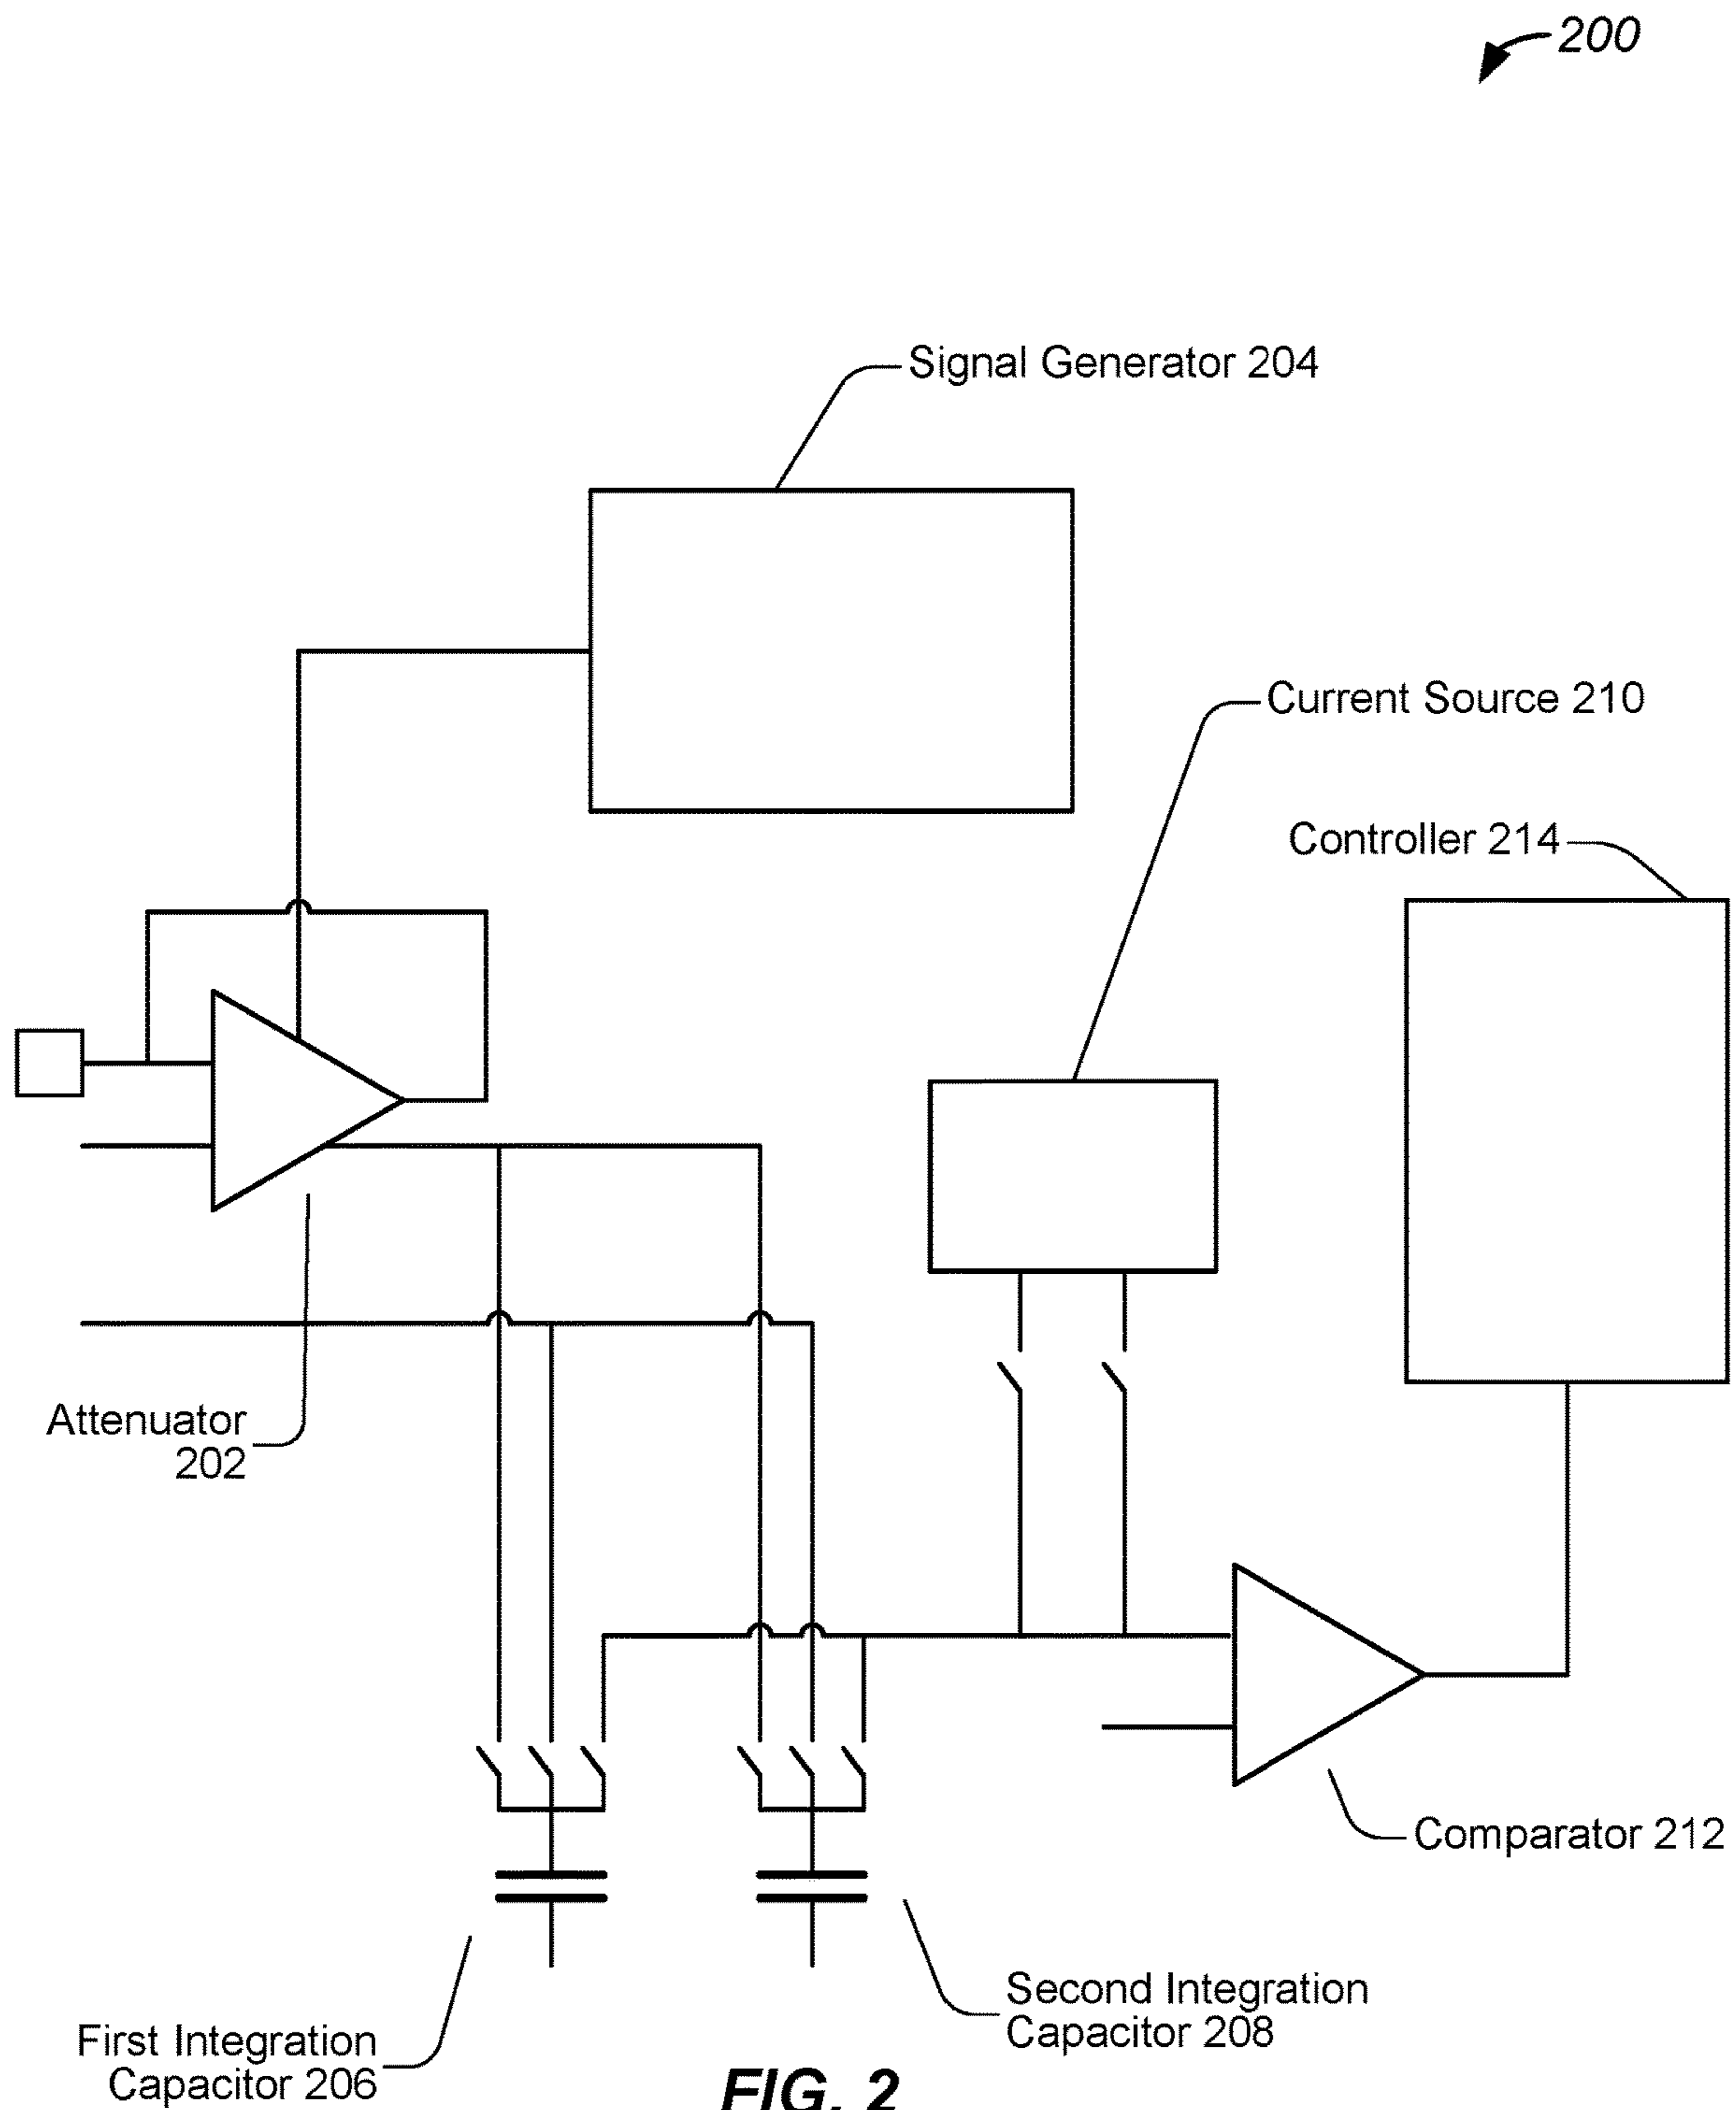 200
Signal Generator 204
Current Source 210
Controller 214
Attenuator
202
Comparator 212
Second Integration
Capacitor 208
First Integration
Capacitor 206
FIG. 2